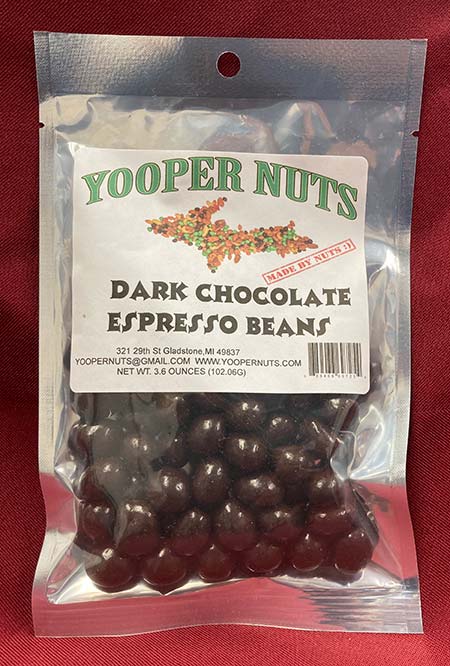 YOOPER NUTS
MADE BY NUTS :)
DARK CHOCOLATE
ESPRESSO BEANS
321 29th St Gladstone,MI 49837
YOOPERNUTS@GMAIL.COM WWW.YOOPERNUTS.COM
NET WT. 3.6 OUNCES (102.06G)